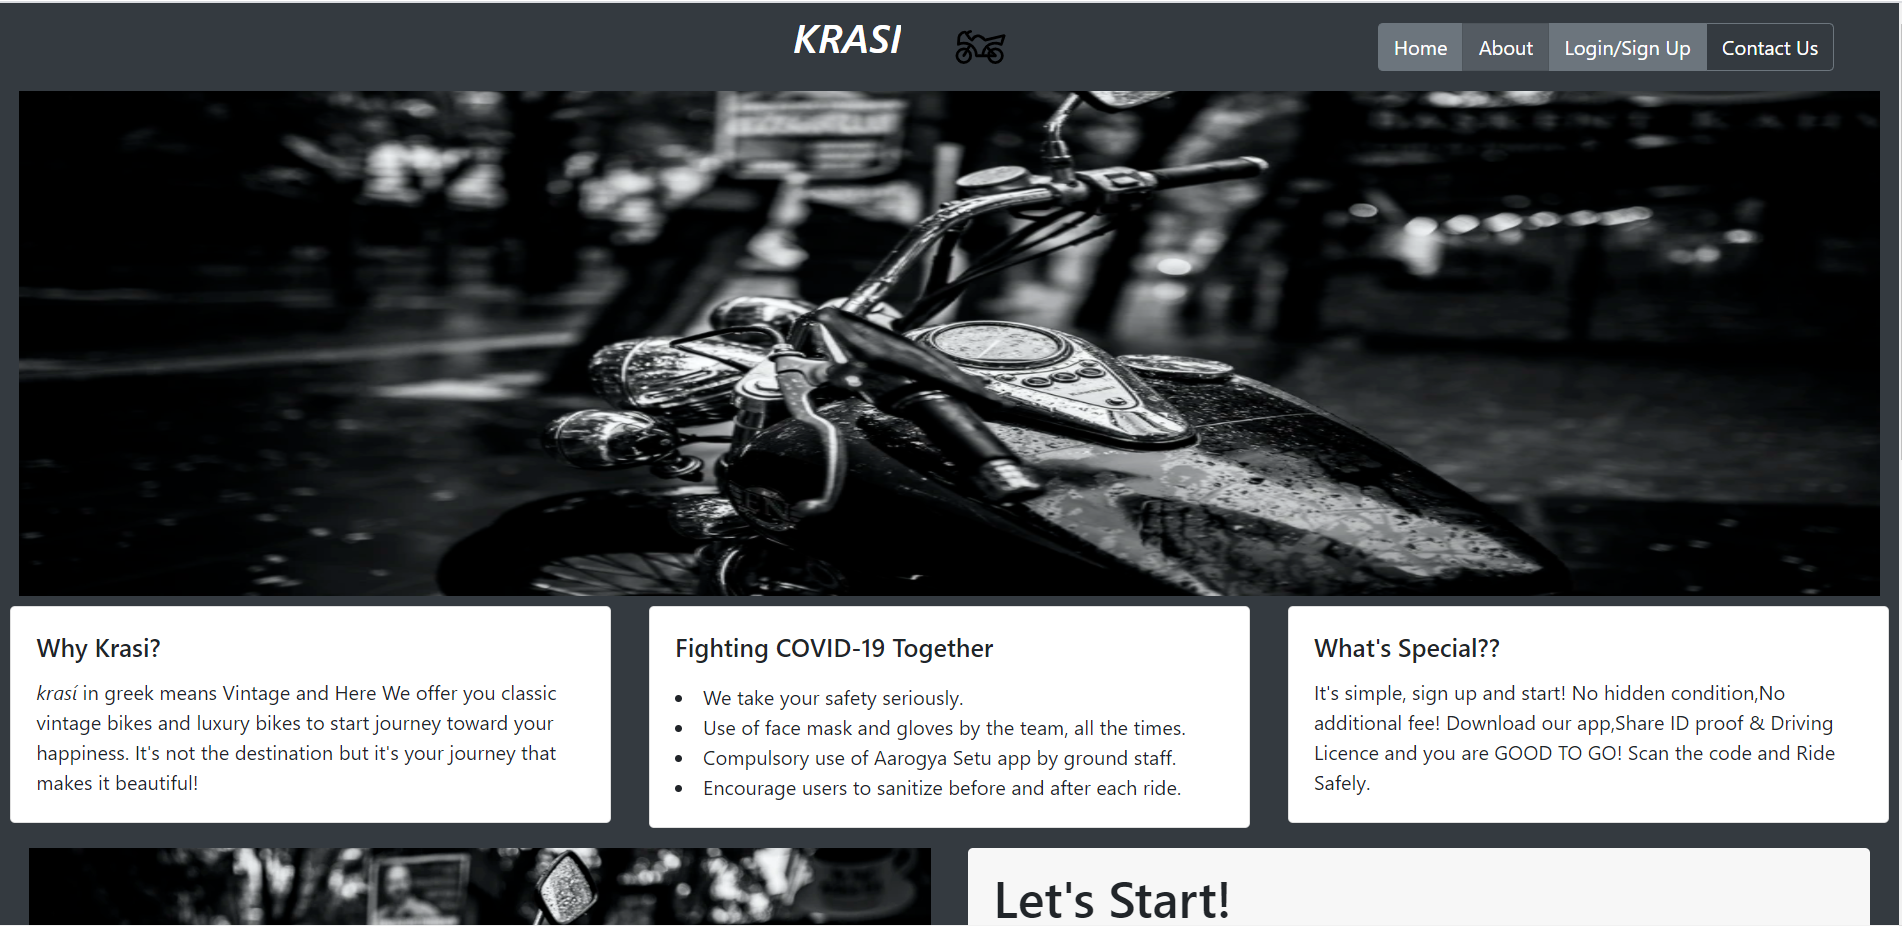 KRASI
Home About Login/Sign Up Contact Us
Why Krasi?
krasí in greek means Vintage and Here We offer you classic
vintage bikes and luxury bikes to start journey toward your
happiness. It's not the destination but it's your journey that
makes it beautiful!
Fighting COVID-19 Together
• We take your safety seriously.
• Use of face mask and gloves by the team, all the times.
• Compulsory use of Aarogya Setu app by ground staff.
• Encourage users to sanitize before and after each ride.
What's Special??
It's simple, sign up and start! No hidden condition,No
additional fee! Download our app,Share ID proof & Driving
Licence and you are GOOD TO GO! Scan the code and Ride
Safely.
Let's Start!